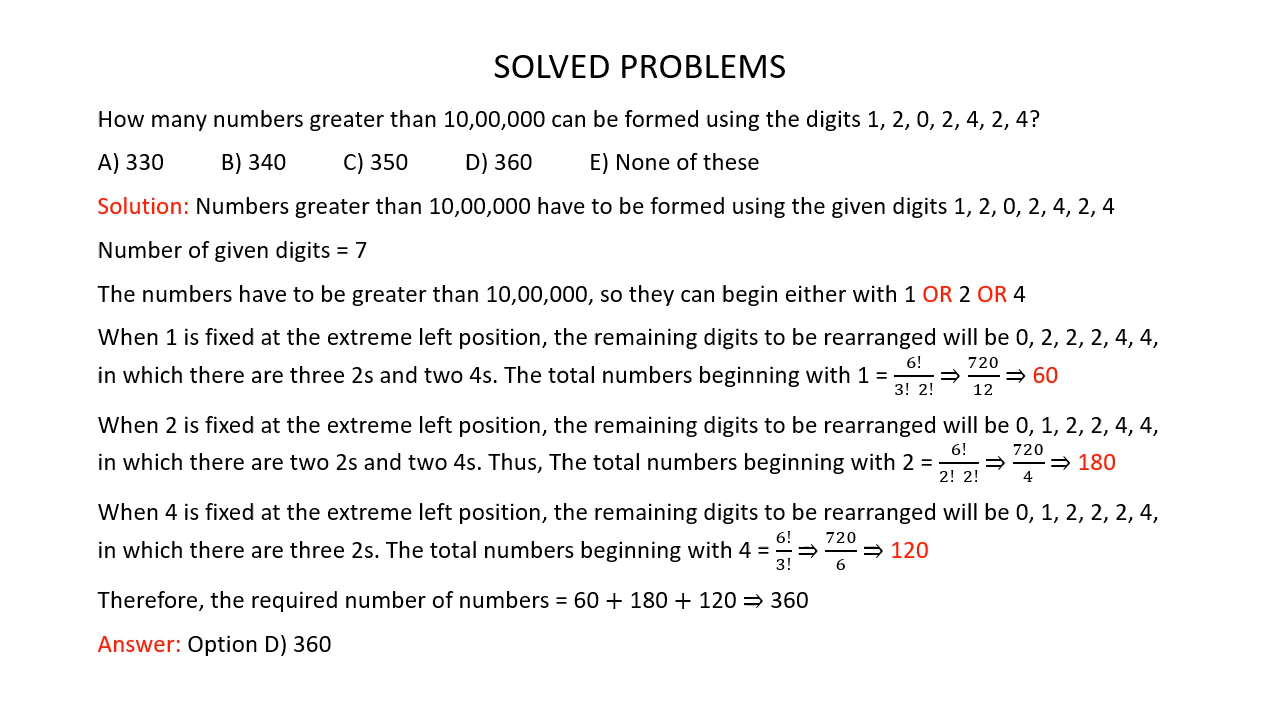 SOLVED PROBLEMS
How many numbers greater than 10,00,000 can be formed using the digits 1, 2, 0, 2, 4, 2, 4?
A) 330 B) 340 C) 350 D) 360 E) None of these
Solution: Numbers greater than 10,00,000 have to be formed using the given digits 1, 2, 0, 2, 4, 2, 4
Number of given digits = 7
The numbers have to be greater than 10,00,000, so they can begin either with 1 OR 2 OR 4
When 1 is fixed at the extreme left position, the remaining digits to be rearranged will be 0, 2, 2, 2, 4, 4,
in which there are three 2s and two 4s. The total numbers beginning with 1 = 6!/3! 2! ⇒ 720/12 ⇒ 60
When 2 is fixed at the extreme left position, the remaining digits to be rearranged will be 0, 1, 2, 2, 4, 4,
in which there are two 2s and two 4s. Thus, The total numbers beginning with 2 = 6!/2! 2! ⇒ 720/4 ⇒ 180
When 4 is fixed at the extreme left position, the remaining digits to be rearranged will be 0, 1, 2, 2, 2, 4,
in which there are three 2s. The total numbers beginning with 4 = 6!/3! ⇒ 720/6 ⇒ 120
Therefore, the required number of numbers = 60 + 180 + 120 ⇒ 360
Answer: Option D) 360